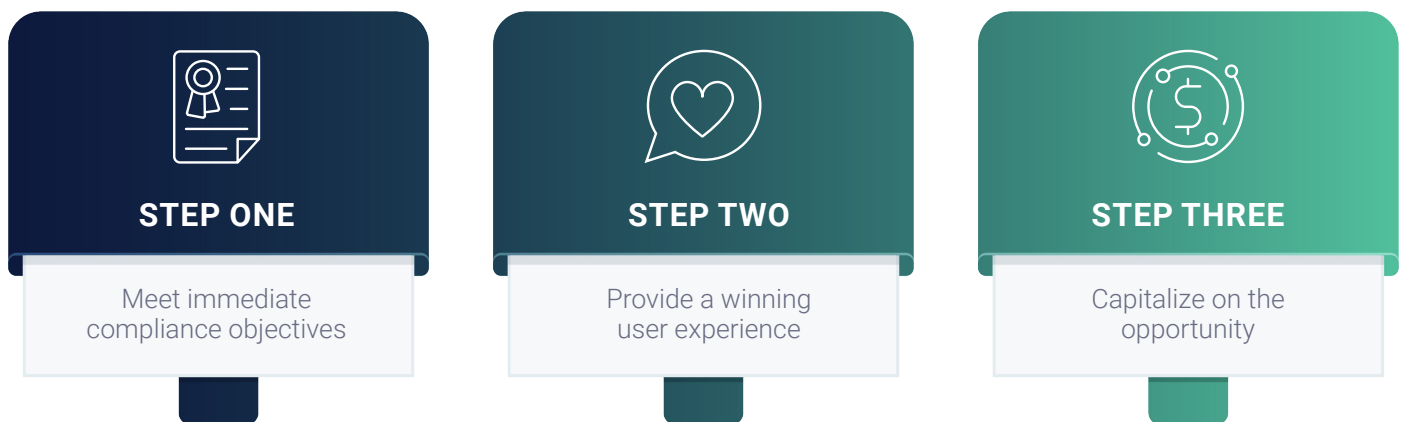 STEP ONE
Meet immediate
compliance objectives
STEP TWO
Provide a winning
user experience
$
STEP THREE
Capitalize on the
opportunity